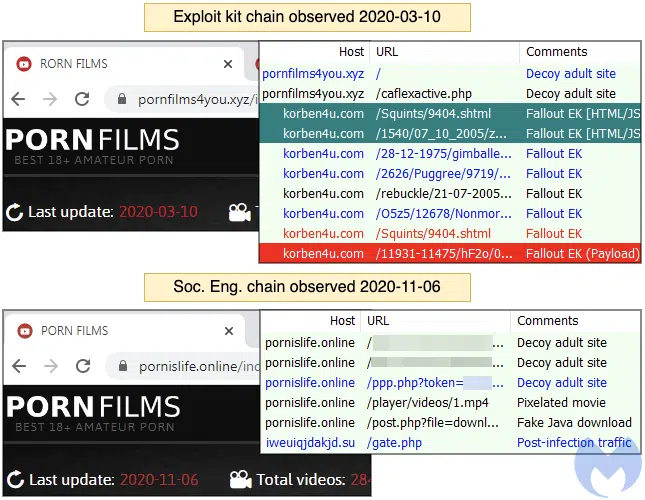 Exploit kit chain observed 2020-03-10
RORN FILMS
pornfilms4you.xyz/i
PORN FILMS
BEST 18+ AMATEUR PORN
Last update: 2020-03-10
Host URL Comments
pornfilms4you.xyz / Decoy adult site
pornfilms4you.xyz /caflexactive.php Decoy adult site
korben4u.com /Squints/9404.shtml Fallout EK [HTML/JS
korben4u.com /1540/07_10_2005/z... Fallout EK [HTML/JS
korben4u.com /28-12-1975/gimballe... Fallout EK
korben4u.com /2626/Puggree/9719/... Fallout EK
korben4u.com /rebuckle/21-07-2005... Fallout EK
korben4u.com /O5z5/12678/Nonmor... Fallout EK
korben4u.com /Squints/9404.shtml Fallout EK
korben4u.com /11931-11475/hF2o/0... Fallout EK (Payload)
Soc. Eng. chain observed 2020-11-06
PORN FILMS
pornislife.online/ind
PORN FILMS
BEST 18+ AMATEUR PORN
Last update: 2020-11-06 Total videos: 284
Host URL Comments
pornislife.online / ... Decoy adult site
pornislife.online / ... Decoy adult site
pornislife.online /ppp.php?token= ... Decoy adult site
pornislife.online /player/videos/1.mp4 Pixelated movie
pornislife.online /post.php?file=downl... Fake Java download
iweuiqjdakjd.su /gate.php Post-infection traffic